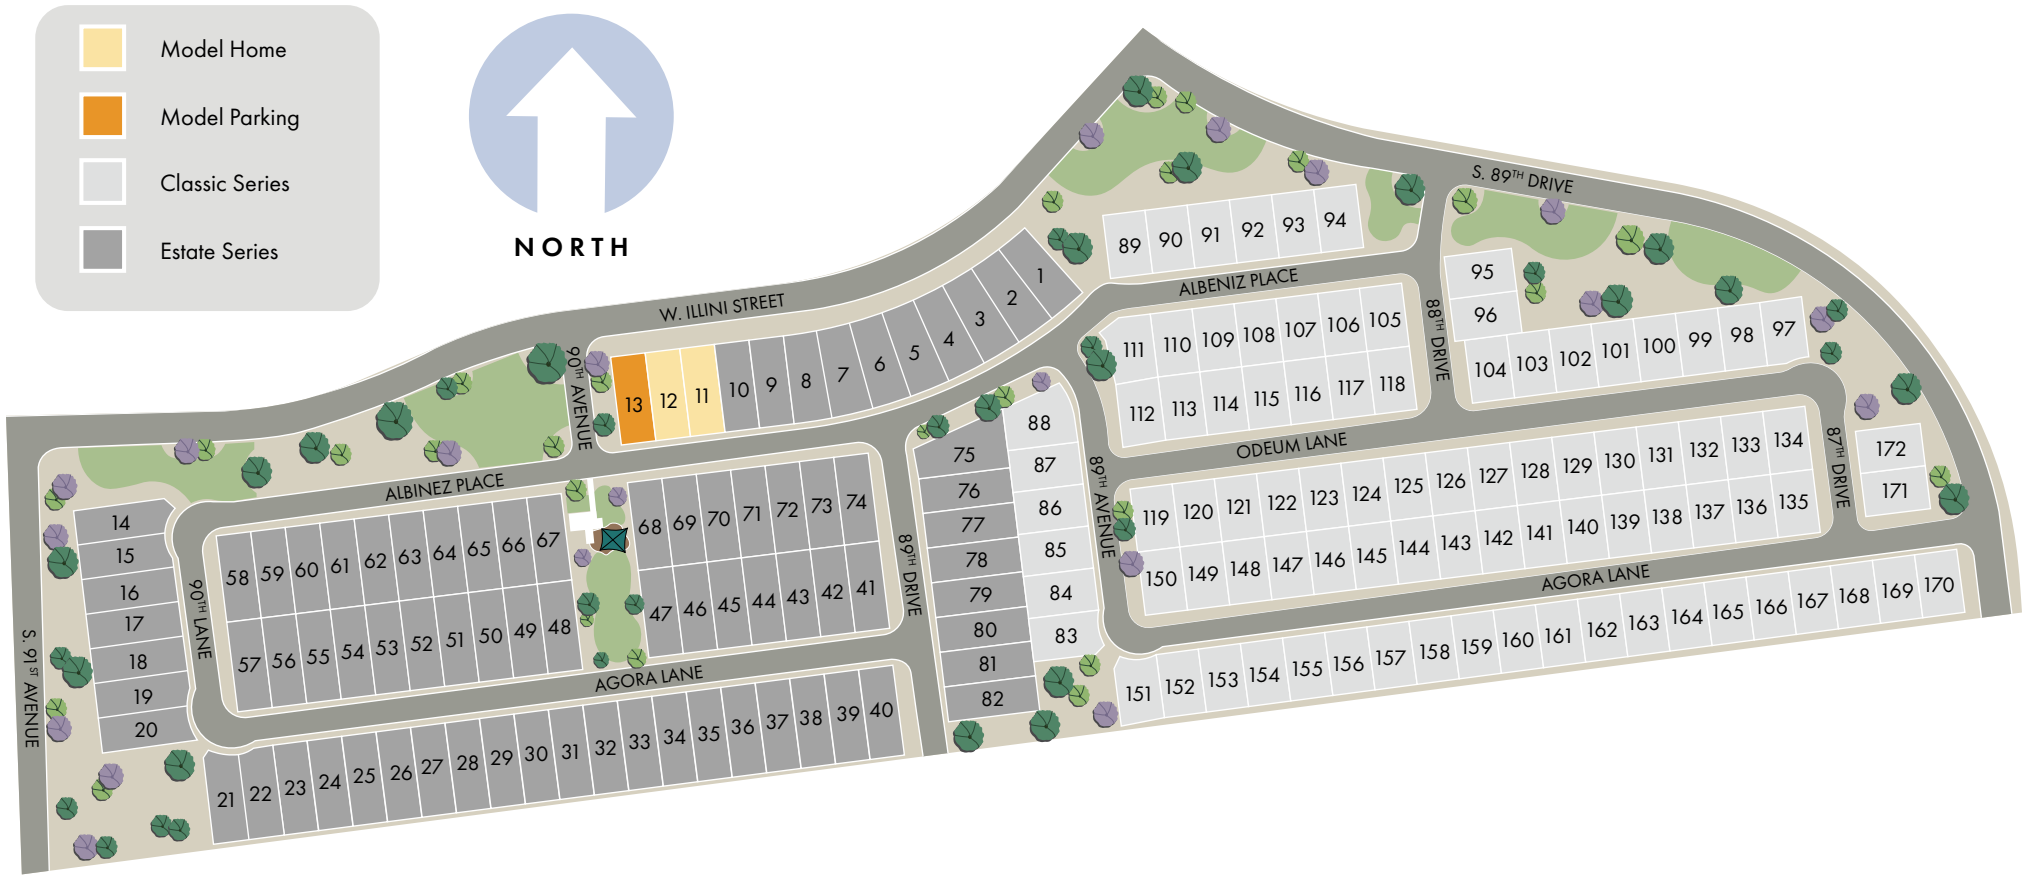 Model Home
Model Parking
Classic Series
Estate Series
NORTH
S. 89TH DRIVE
W. ILLINI STREET
ALBENIZ PLACE
88TH DRIVE
90TH AVENUE
ODEUM LANE
87TH DRIVE
89TH AVENUE
ALBINEZ PLACE
89TH DRIVE
AGORA LANE
90TH LANE
AGORA LANE
S. 91ST AVENUE
89 90 91 92 93 94
95
96
1
2
3
4
5
6
7
8
9
10
11
12
13
111 110 109 108 107 106 105
112 113 114 115 116 117 118
104 103 102 101 100 99 98 97
172
171
88
87
86
85
84
83
75
76
77
78
79
80
81
82
119 120 121 122 123 124 125 126 127 128 129 130 131 132 133 134
150 149 148 147 146 145 144 143 142 141 140 139 138 137 136 135
151 152 153 154 155 156 157 158 159 160 161 162 163 164 165 166 167 168 169 170
14
15
16
17
18
19
20
58 59 60 61 62 63 64 65 66 67
57 56 55 54 53 52 51 50 49 48
68 69 70 71 72 73 74
47 46 45 44 43 42 41
21 22 23 24 25 26 27 28 29 30 31 32 33 34 35 36 37 38 39 40